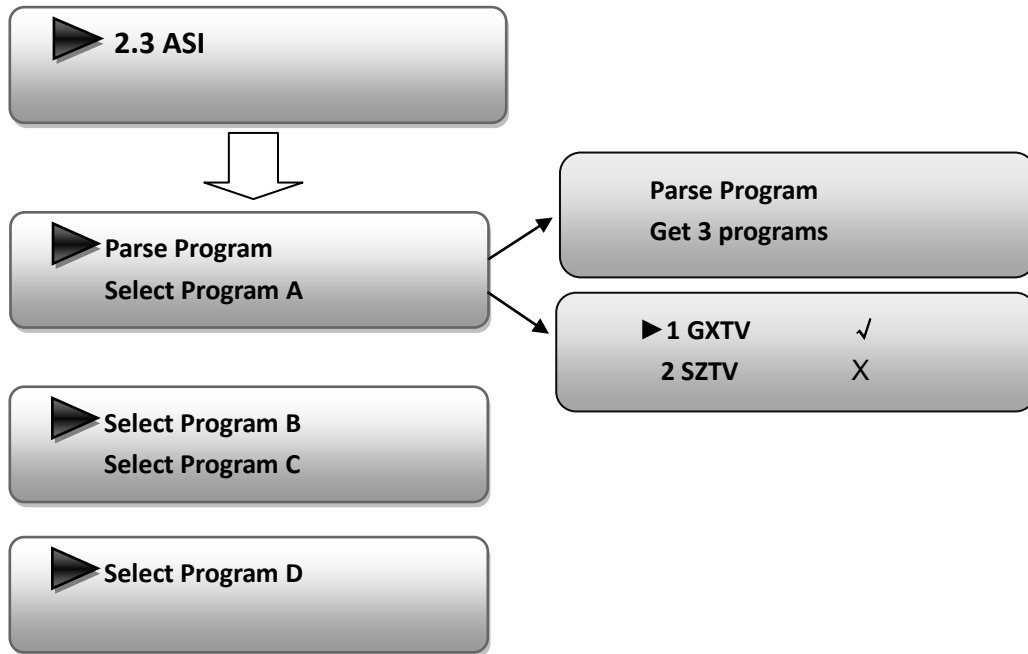 2.3 ASI
Parse Program
Select Program A
Parse Program
Get 3 programs
►1 GXTV √
2 SZTV X
Select Program B
Select Program C
Select Program D